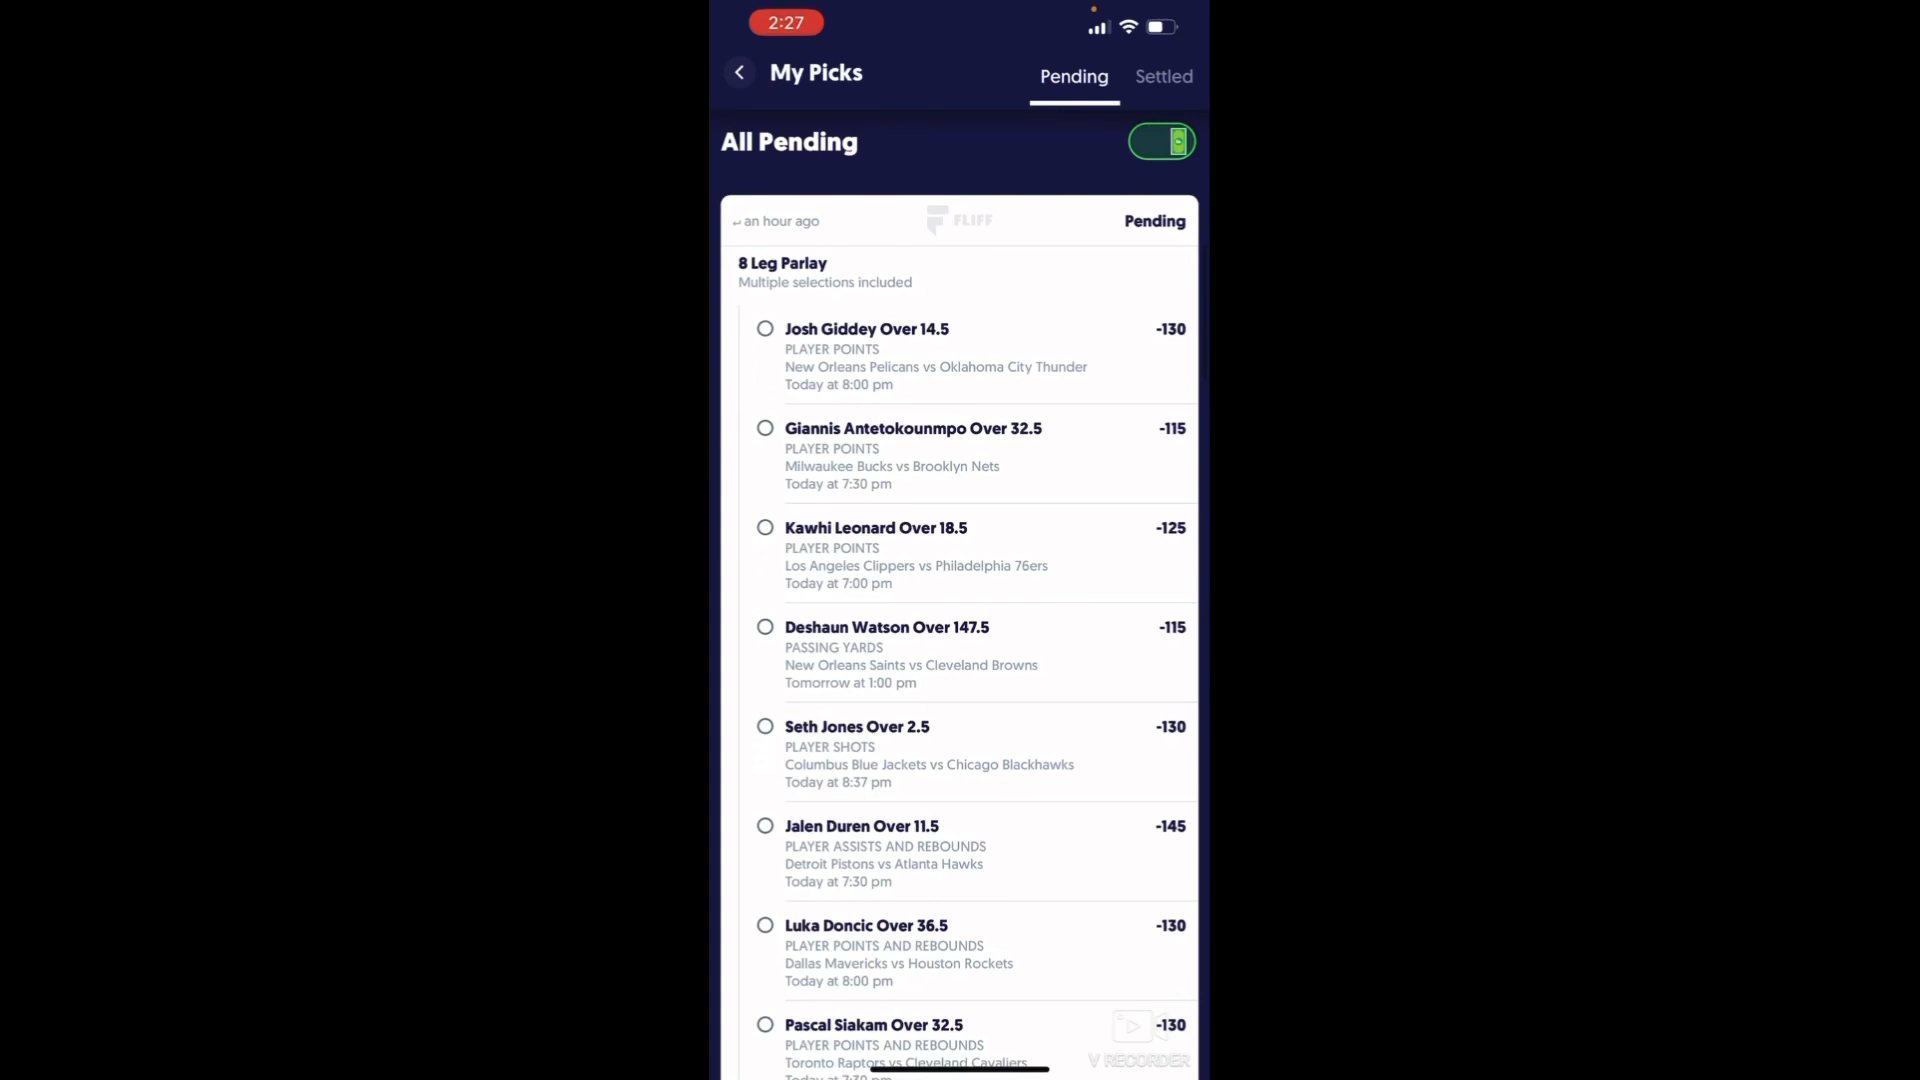 2:27
My Picks
Pending
Settled
All Pending
an hour ago
FLIFF
Pending
8 Leg Parlay
Multiple selections included
Josh Giddey Over 14.5
-130
PLAYER POINTS
New Orleans Pelicans vs Oklahoma City Thunder
Today at 8:00 pm
Giannis Antetokounmpo Over 32.5
-115
PLAYER POINTS
Milwaukee Bucks vs Brooklyn Nets
Today at 7:30 pm
Kawhi Leonard Over 18.5
-125
PLAYER POINTS
Los Angeles Clippers vs Philadelphia 76ers
Today at 7:00 pm
Deshaun Watson Over 147.5
-115
PASSING YARDS
New Orleans Saints vs Cleveland Browns
Tomorrow at 1:00 pm
Seth Jones Over 2.5
-130
PLAYER SHOTS
Columbus Blue Jackets vs Chicago Blackhawks
Today at 8:37 pm
Jalen Duren Over 11.5
-145
PLAYER ASSISTS AND REBOUNDS
Detroit Pistons vs Atlanta Hawks
Today at 7:30 pm
Luka Doncic Over 36.5
-130
PLAYER POINTS AND REBOUNDS
Dallas Mavericks vs Houston Rockets
Today at 8:00 pm
Pascal Siakam Over 32.5
-130
PLAYER POINTS AND REBOUNDS
V RECORDER
Toronto Raptors vs Cleveland Cavaliers
Today at 7:30 pm